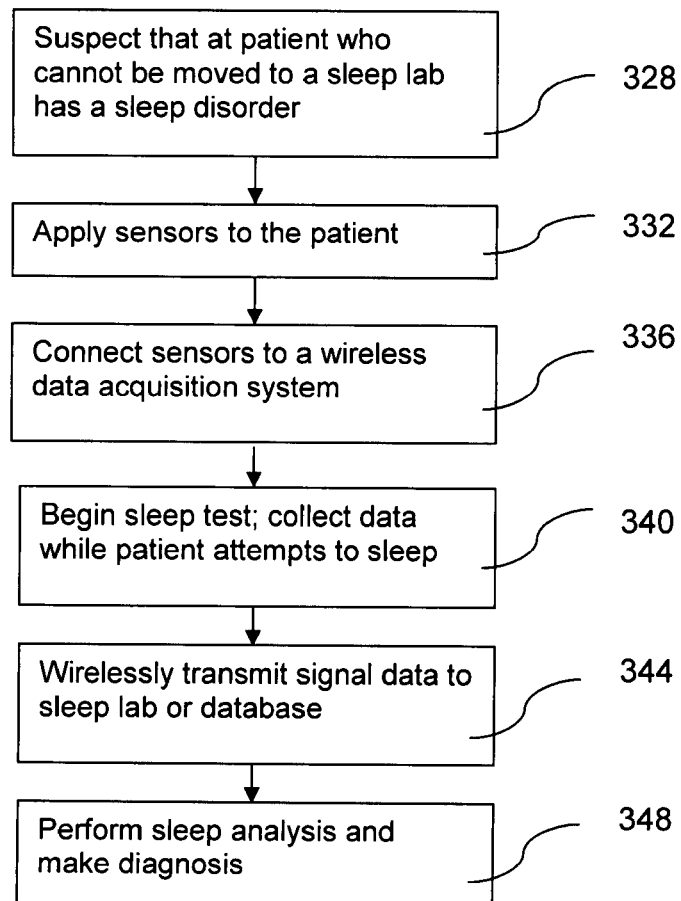 Suspect that at patient who
cannot be moved to a sleep lab
has a sleep disorder
328
Apply sensors to the patient
332
Connect sensors to a wireless
data acquisition system
336
Begin sleep test; collect data
while patient attempts to sleep
340
Wirelessly transmit signal data to
sleep lab or database
344
Perform sleep analysis and
make diagnosis
348